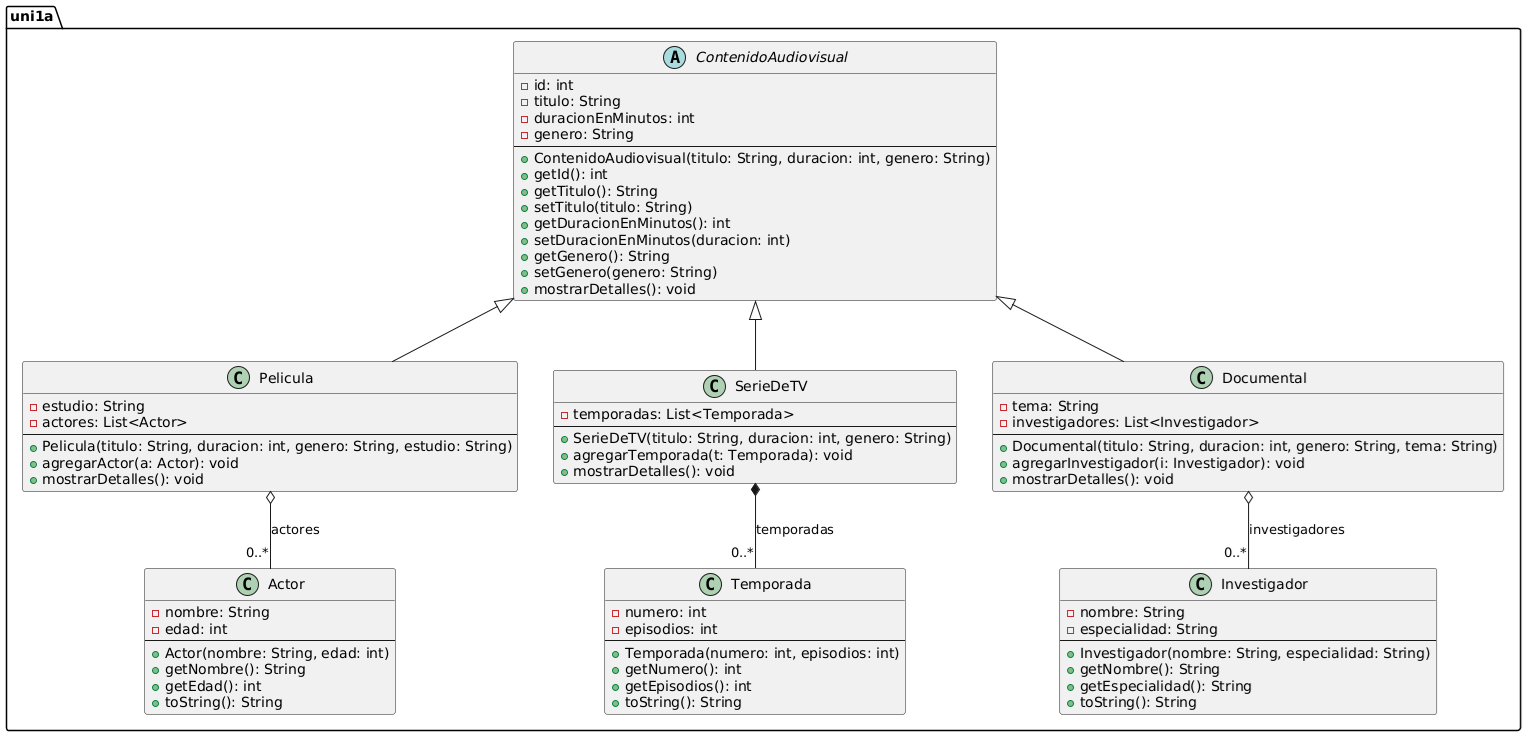 uni1a
A ContenidoAudiovisual
id: int
titulo: String
duracionEnMinutos: int
genero: String
ContenidoAudiovisual(titulo: String, duracion: int, genero: String)
getId(): int
getTitulo(): String
setTitulo(titulo: String)
getDuracionEnMinutos(): int
setDuracionEnMinutos(duracion: int)
getGenero(): String
setGenero(genero: String)
mostrarDetalles(): void
C Pelicula
estudio: String
actores: List<Actor>
Pelicula(titulo: String, duracion: int, genero: String, estudio: String)
agregarActor(a: Actor): void
mostrarDetalles(): void
C SerieDeTV
temporadas: List<Temporada>
SerieDeTV(titulo: String, duracion: int, genero: String)
agregarTemporada(t: Temporada): void
mostrarDetalles(): void
C Documental
tema: String
investigadores: List<Investigador>
Documental(titulo: String, duracion: int, genero: String, tema: String)
agregarInvestigador(i: Investigador): void
mostrarDetalles(): void
actores
0..*
temporadas
0..*
investigadores
0..*
C Actor
nombre: String
edad: int
Actor(nombre: String, edad: int)
getNombre(): String
getEdad(): int
toString(): String
C Temporada
numero: int
episodios: int
Temporada(numero: int, episodios: int)
getNumero(): int
getEpisodios(): int
toString(): String
C Investigador
nombre: String
especialidad: String
Investigador(nombre: String, especialidad: String)
getNombre(): String
getEspecialidad(): String
toString(): String